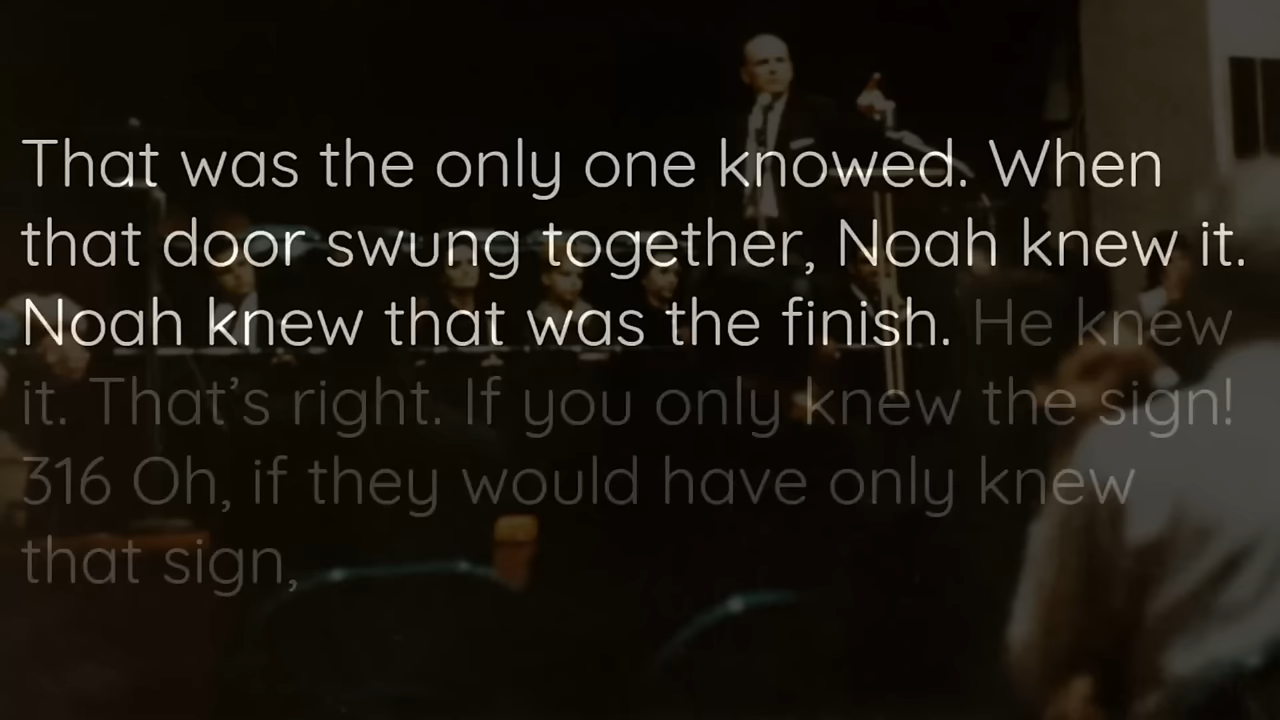 That was the only one knowed. When
that door swung together, Noah knew it.
Noah knew that was the finish. He knew
it. That’s right. If you only knew the sign!
316 Oh, if they would have only knew
that sign,